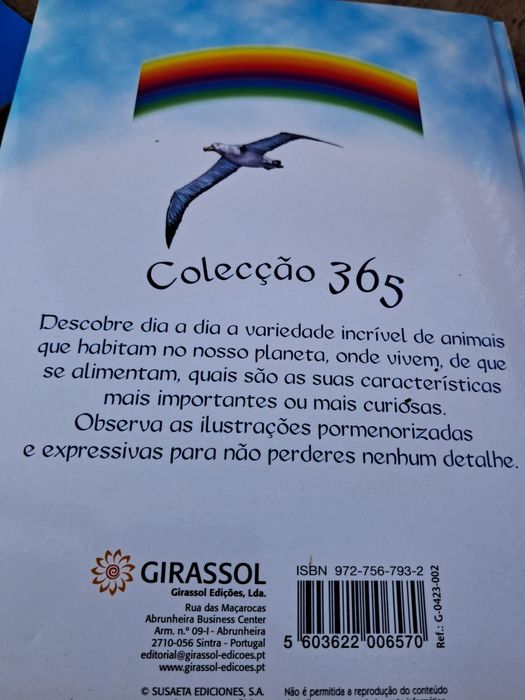 Colecção 365
Descobre dia a dia a variedade incrível de animais
que habitam no nosso planeta, onde vivem, de que
se alimentam, quais são as suas características
mais importantes ou mais curiosas.
Observa as ilustrações pormenorizadas
e expressivas para não perderes nenhum detalhe.
GIRASSOL
Girassol Edições, Lda.
Rua das Maçarocas
Abrunheira Business Center
Arm. n.º 09-I - Abrunheira
2710-056 Sintra - Portugal
editorial@girassol-edicoes.pt
www.girassol-edicoes.pt
© SUSAETA EDICIONES, S.A.
ISBN 972-756-793-2
5 603622 006570
Ref.: G-0423-002
Não é permitida a reprodução do conteúdo